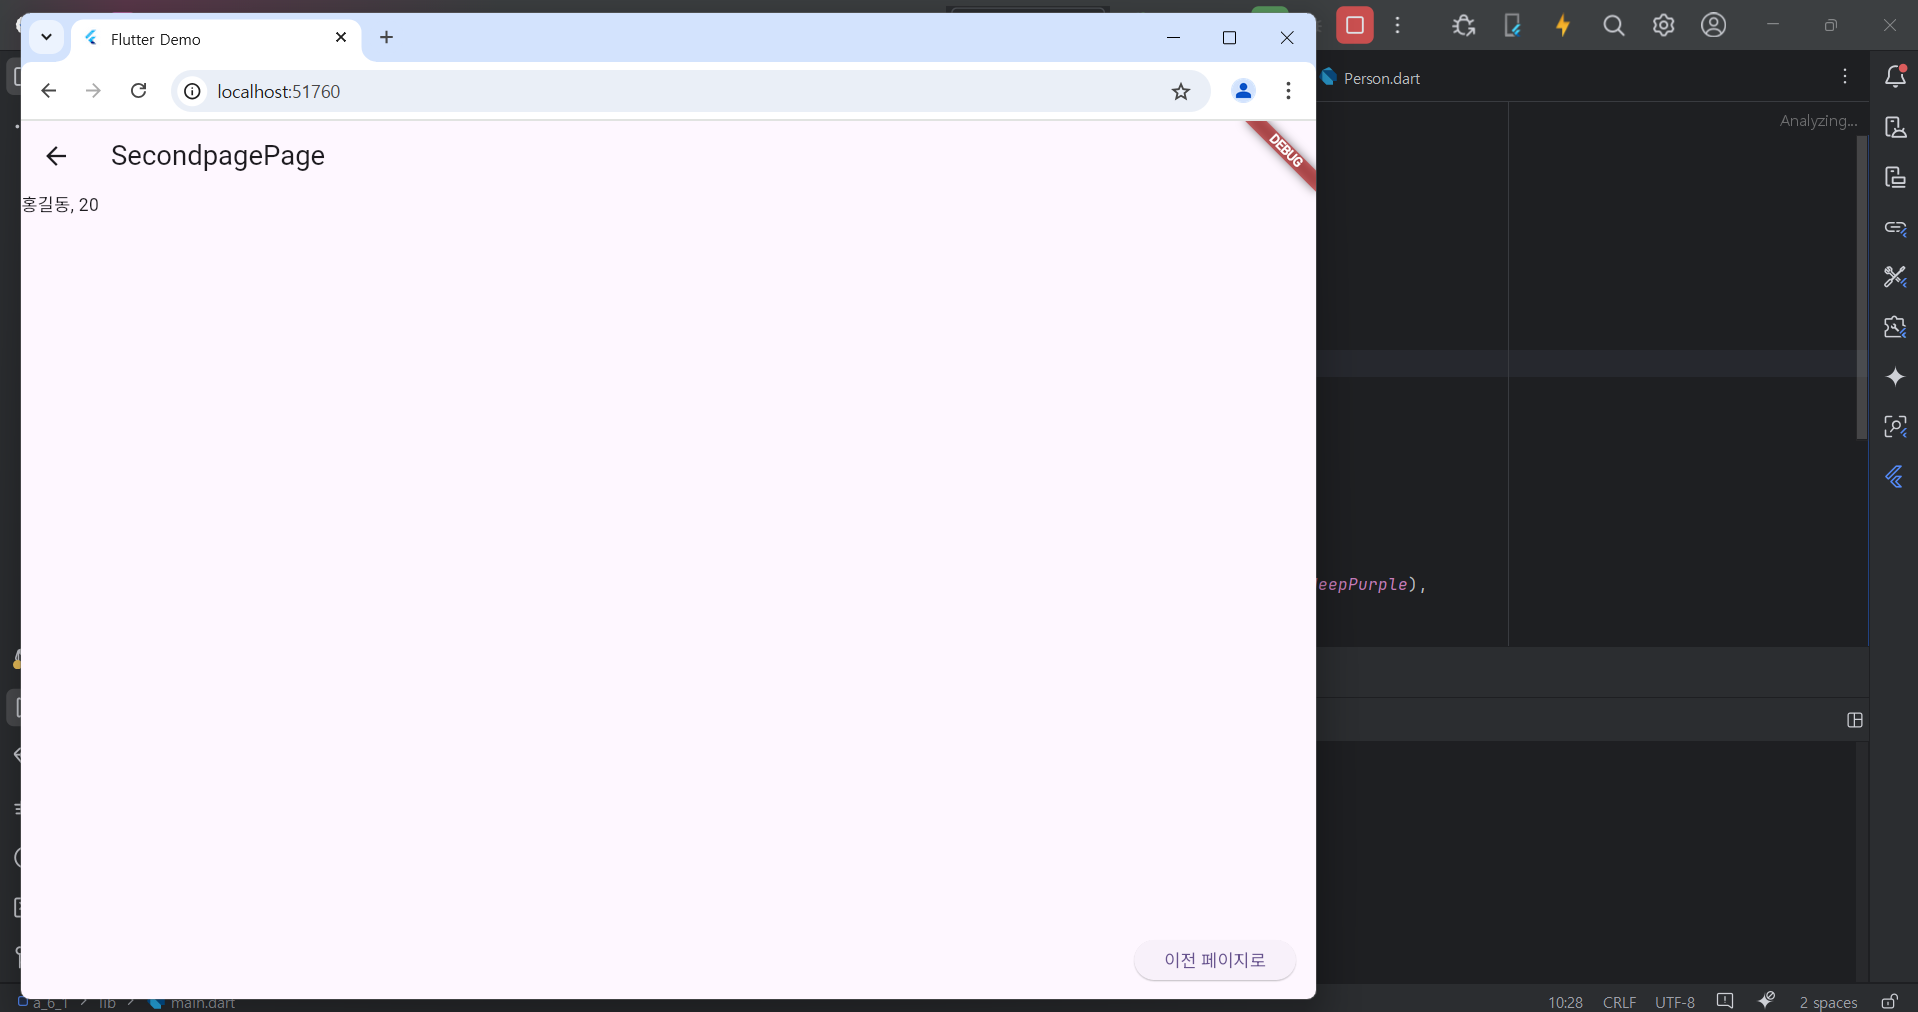 Flutter Demo
localhost:51760
Person.dart
Analyzing...
SecondpagePage
DEBUG
홍길동, 20
eepPurple),
이전 페이지로
a_6_1 > lib > main.dart
10:28 CRLF UTF-8 2 spaces